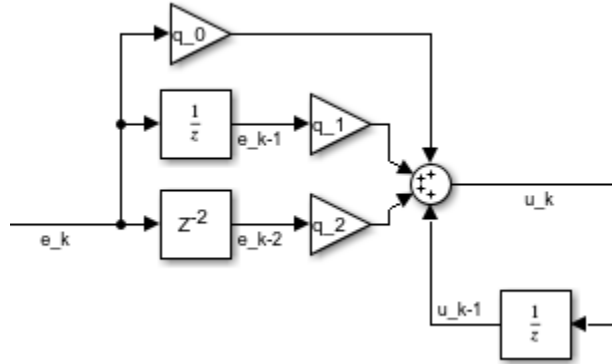 q_0
1
z
e_k-1
q_1
+
+
+
+
u_k
e_k
Z-2
e_k-2
q_2
u_k-1
1
z